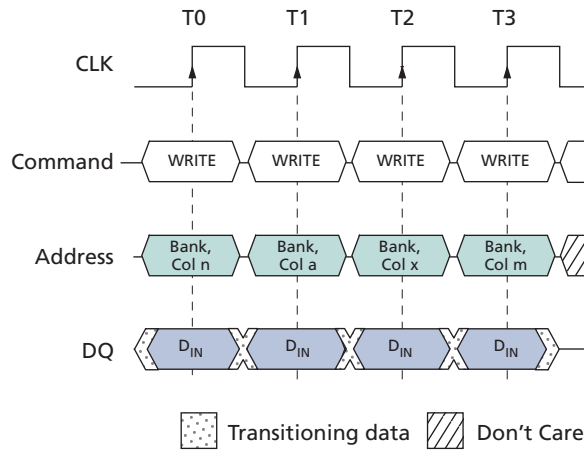 T0 T1 T2 T3
CLK
Command WRITE WRITE WRITE WRITE
Address Bank, Col n Bank, Col a Bank, Col x Bank, Col m
DQ DIN DIN DIN DIN
Transitioning data Don't Care